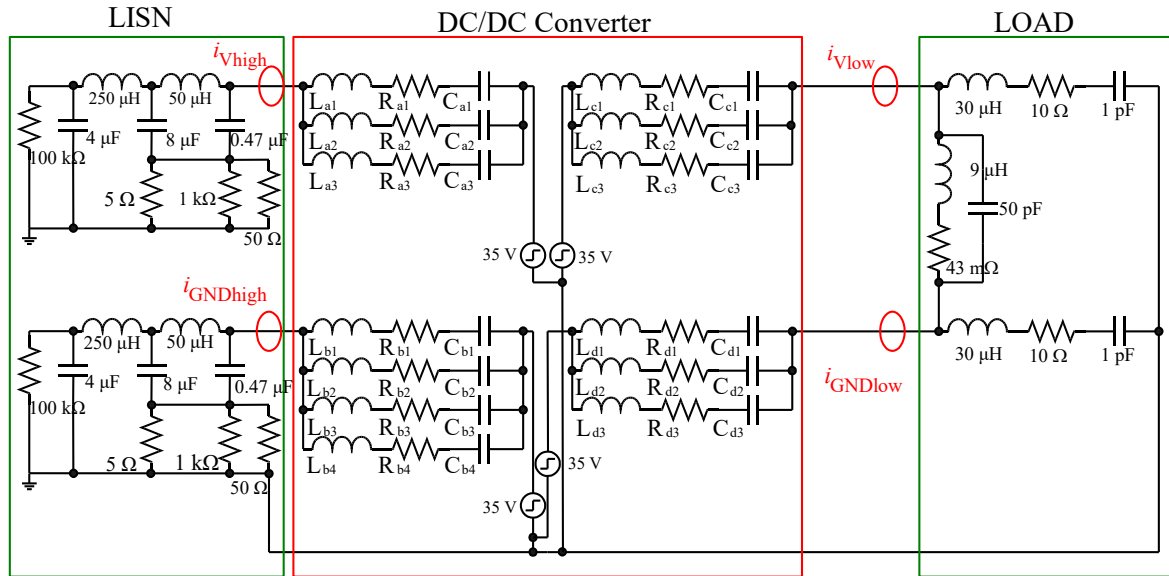 LISN
DC/DC Converter
LOAD
iVhigh
iVlow
250 μH
50 μH
La1
Ra1
Ca1
Lc1
Rc1
Cc1
30 μH
10 Ω
1 pF
100 kΩ
4 μF
8 μF
0.47 μF
La2
Ra2
Ca2
Lc2
Rc2
Cc2
La3
Ra3
Ca3
Lc3
Rc3
Cc3
9 μH
50 pF
5 Ω
1 kΩ
50 Ω
35 V
35 V
43 mΩ
iGNDhigh
250 μH
50 μH
Lb1
Rb1
Cb1
Ld1
Rd1
Cd1
30 μH
10 Ω
1 pF
100 kΩ
4 μF
8 μF
0.47 μF
Lb2
Rb2
Cb2
Ld2
Rd2
Cd2
iGNDlow
Lb3
Rb3
Cb3
Ld3
Rd3
Cd3
5 Ω
1 kΩ
50 Ω
Lb4
Rb4
Cb4
35 V
35 V